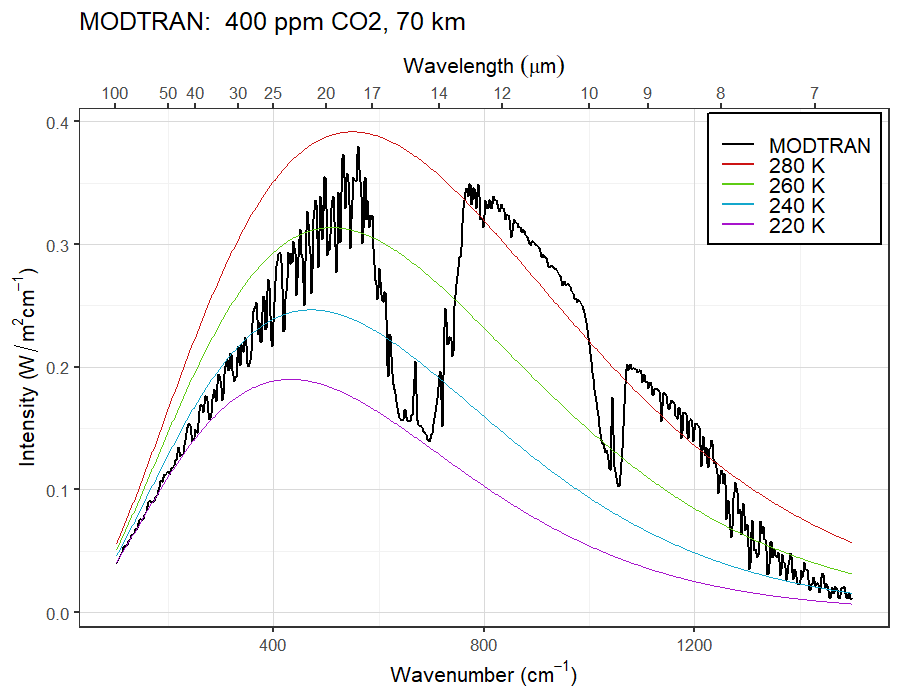 MODTRAN:  400 ppm CO2, 70 km
Wavelength (μm)
100 50 40 30 25 20 17 14 12 10 9 8 7
0.4
0.3
0.2
0.1
0.0
Intensity (W/m²cm⁻¹)
MODTRAN
280 K
260 K
240 K
220 K
400 800 1200
Wavenumber (cm⁻¹)